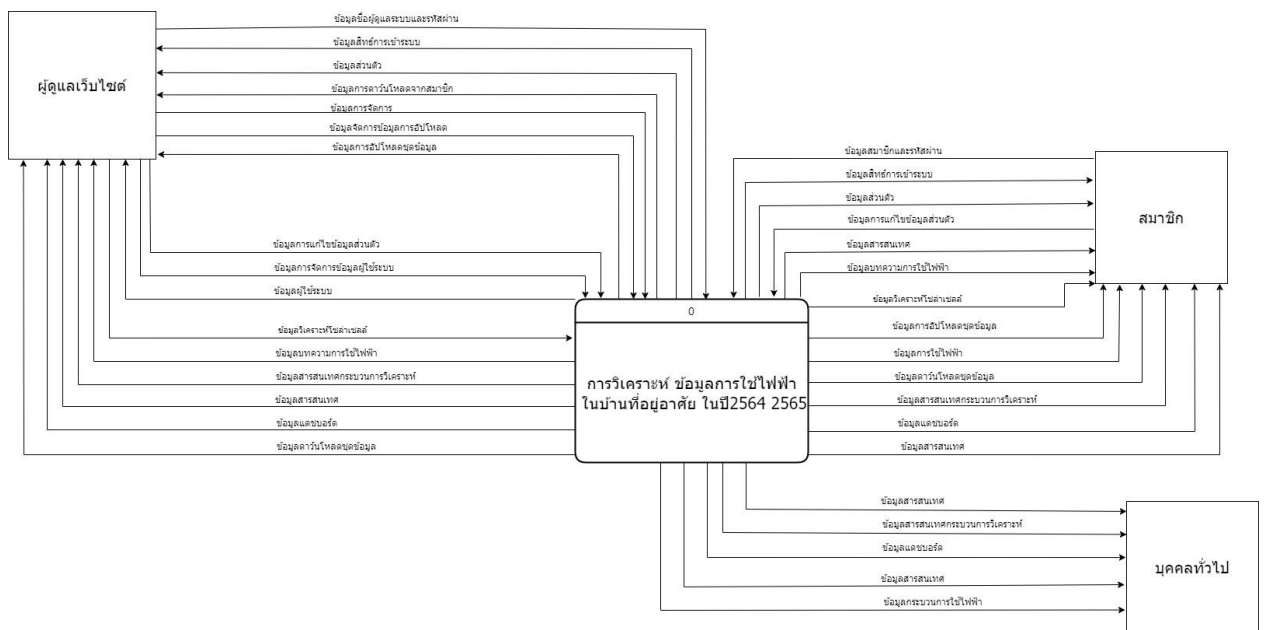 ข้อมูลชื่อผู้ดูแลระบบและรหัสผ่าน
ข้อมูลสิทธ์การเข้าระบบ
ข้อมูลส่วนตัว
ข้อมูลการดาว์นโหลดจากสมาชิก
ข้อมูลการจัดการ
ข้อมูลจัดการข้อมูลการอัปโหลด
ข้อมูลการอัปโหลดชุดข้อมูล
ผู้ดูแลเว็บไซต์
ข้อมูลการแก้ไขข้อมูลส่วนตัว
ข้อมูลการจัดการข้อมูลผู้ใช้ระบบ
ข้อมูลผู้ใช้ระบบ
ข้อมูลวิเคราะห์โซล่าเซลล์
ข้อมูลบทความการใช้ไฟฟ้า
ข้อมูลสารสนเทศกระบวนการวิเคราะห์
ข้อมูลสารสนเทศ
ข้อมูลแดชบอร์ด
ข้อมูลดาว์นโหลดชุดข้อมูล
0
การวิเคราะห์ ข้อมูลการใช้ไฟฟ้า
ในบ้านที่อยู่อาศัย ในปี2564 2565
ข้อมูลสมาชิกและรหัสผ่าน
ข้อมูลสิทธ์การเข้าระบบ
ข้อมูลส่วนตัว
ข้อมูลการแก้ไขข้อมูลส่วนตัว
ข้อมูลสารสนเทศ
ข้อมูลบทความการใช้ไฟฟ้า
สมาชิก
ข้อมูลวิเคราะห์โซล่าเซลล์
ข้อมูลการอัปโหลดชุดข้อมูล
ข้อมูลการใช้ไฟฟ้า
ข้อมูลดาว์นโหลดชุดข้อมูล
ข้อมูลสารสนเทศกระบวนการวิเคราะห์
ข้อมูลแดชบอร์ด
ข้อมูลสารสนเทศ
ข้อมูลสารสนเทศ
ข้อมูลสารสนเทศกระบวนการวิเคราะห์
ข้อมูลแดชบอร์ด
ข้อมูลสารสนเทศ
ข้อมูลกระบวนการใช้ไฟฟ้า
บุคคลทั่วไป